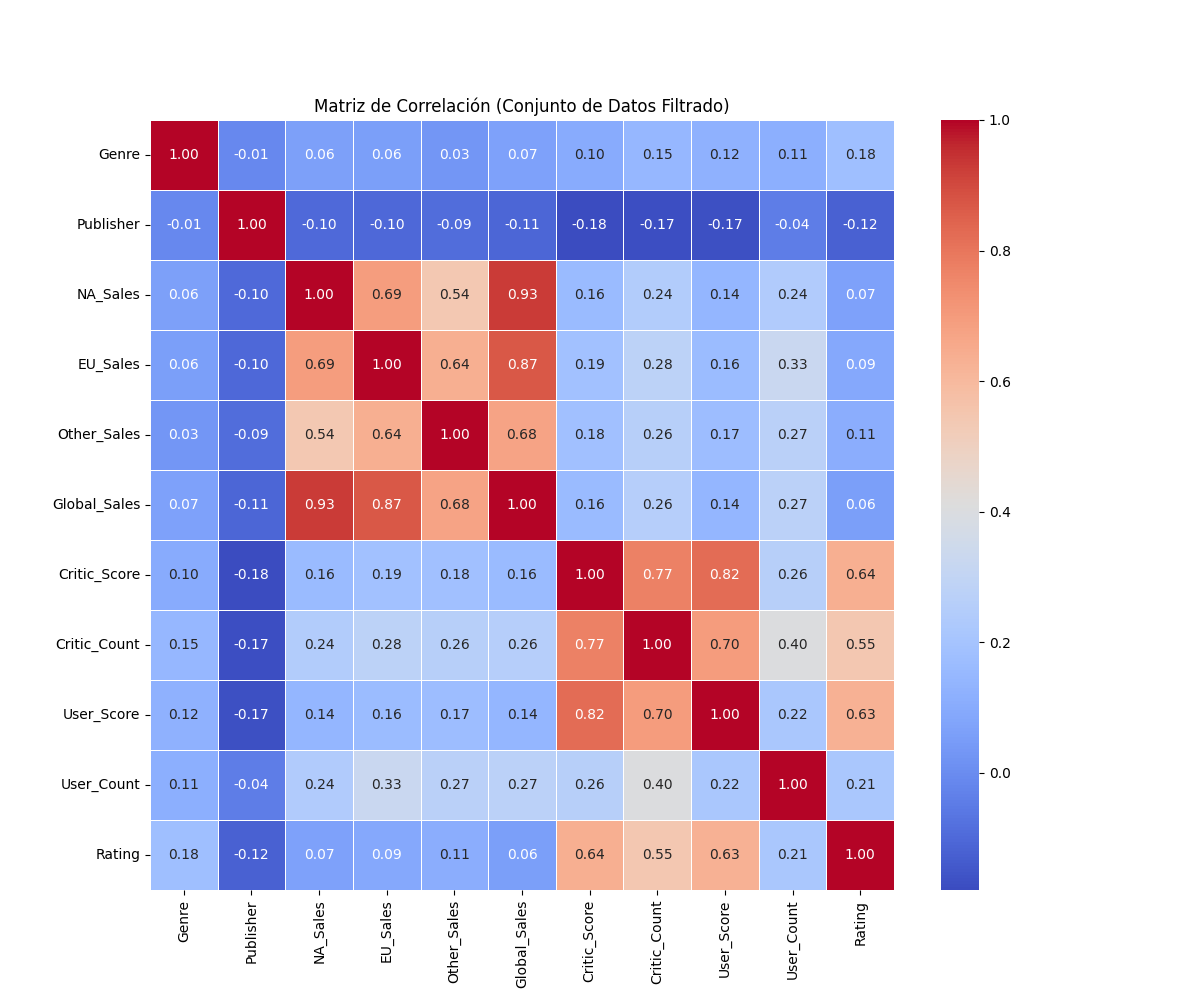 Matriz de Correlación (Conjunto de Datos Filtrado)
Genre 1.00 -0.01 0.06 0.06 0.03 0.07 0.10 0.15 0.12 0.11 0.18
Publisher -0.01 1.00 -0.10 -0.10 -0.09 -0.11 -0.18 -0.17 -0.17 -0.04 -0.12
NA_Sales 0.06 -0.10 1.00 0.69 0.54 0.93 0.16 0.24 0.14 0.24 0.07
EU_Sales 0.06 -0.10 0.69 1.00 0.64 0.87 0.19 0.28 0.16 0.33 0.09
Other_Sales 0.03 -0.09 0.54 0.64 1.00 0.68 0.18 0.26 0.17 0.27 0.11
Global_Sales 0.07 -0.11 0.93 0.87 0.68 1.00 0.16 0.26 0.14 0.27 0.06
Critic_Score 0.10 -0.18 0.16 0.19 0.18 0.16 1.00 0.77 0.82 0.26 0.64
Critic_Count 0.15 -0.17 0.24 0.28 0.26 0.26 0.77 1.00 0.70 0.40 0.55
User_Score 0.12 -0.17 0.14 0.16 0.17 0.14 0.82 0.70 1.00 0.22 0.63
User_Count 0.11 -0.04 0.24 0.33 0.27 0.27 0.26 0.40 0.22 1.00 0.21
Rating 0.18 -0.12 0.07 0.09 0.11 0.06 0.64 0.55 0.63 0.21 1.00
Genre
Publisher
NA_Sales
EU_Sales
Other_Sales
Global_Sales
Critic_Score
Critic_Count
User_Score
User_Count
Rating
1.0
0.8
0.6
0.4
0.2
0.0